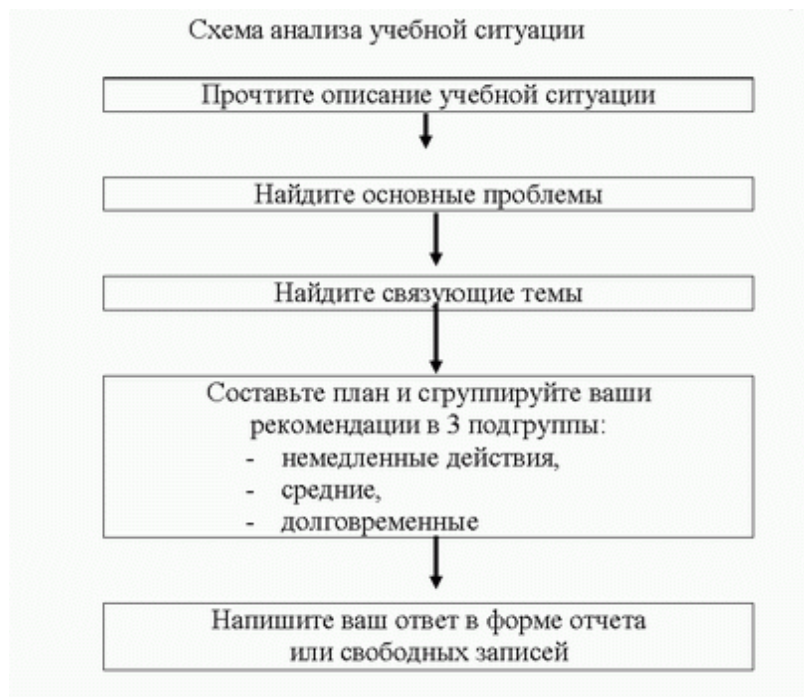 Схема анализа учебной ситуации
Прочтите описание учебной ситуации
Найдите основные проблемы
Найдите связующие темы
Составьте план и сгруппируйте ваши
рекомендации в 3 подгруппы:
- немедленные действия,
- средние,
- долговременные
Напишите ваш ответ в форме отчета
или свободных записей